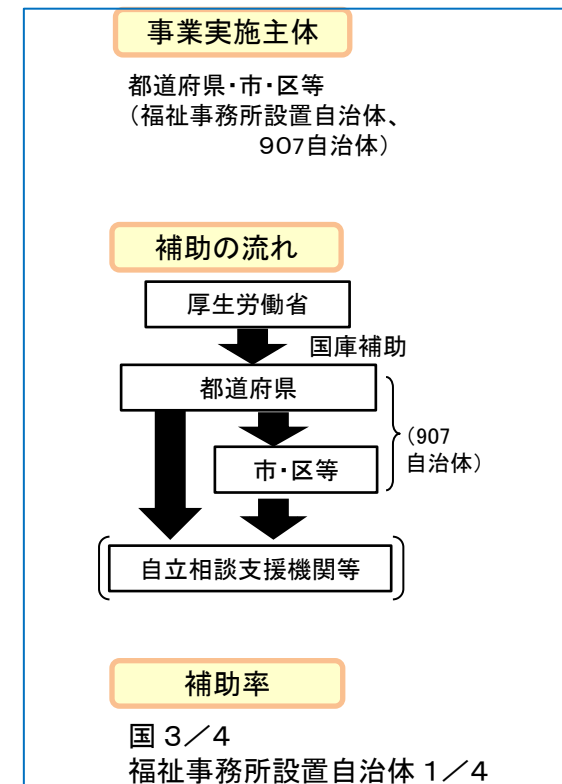 事業実施主体
都道府県・市・区等
（福祉事務所設置自治体、
907自治体）
補助の流れ
厚生労働省
国庫補助
都道府県
（907
自治体）
市・区等
自立相談支援機関等
補助率
国 3／4
福祉事務所設置自治体 1／4